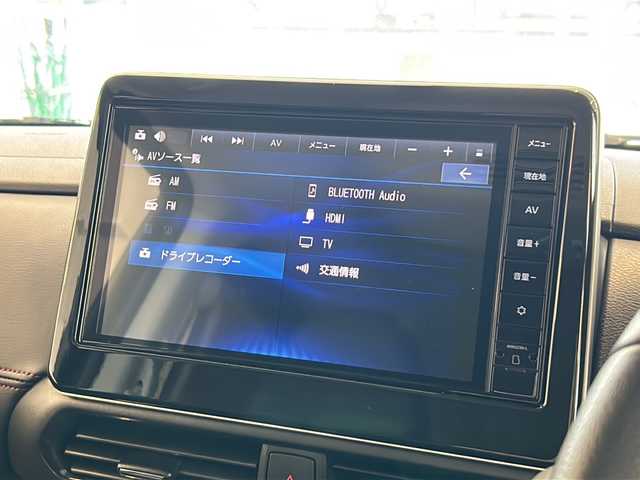 AV メニュー 現在地 − +
AVソース一覧
AM
FM
ドライブレコーダー
BLUETOOTH Audio
HDMI
TV
交通情報
メニュー
現在地
AV
音量+
音量−